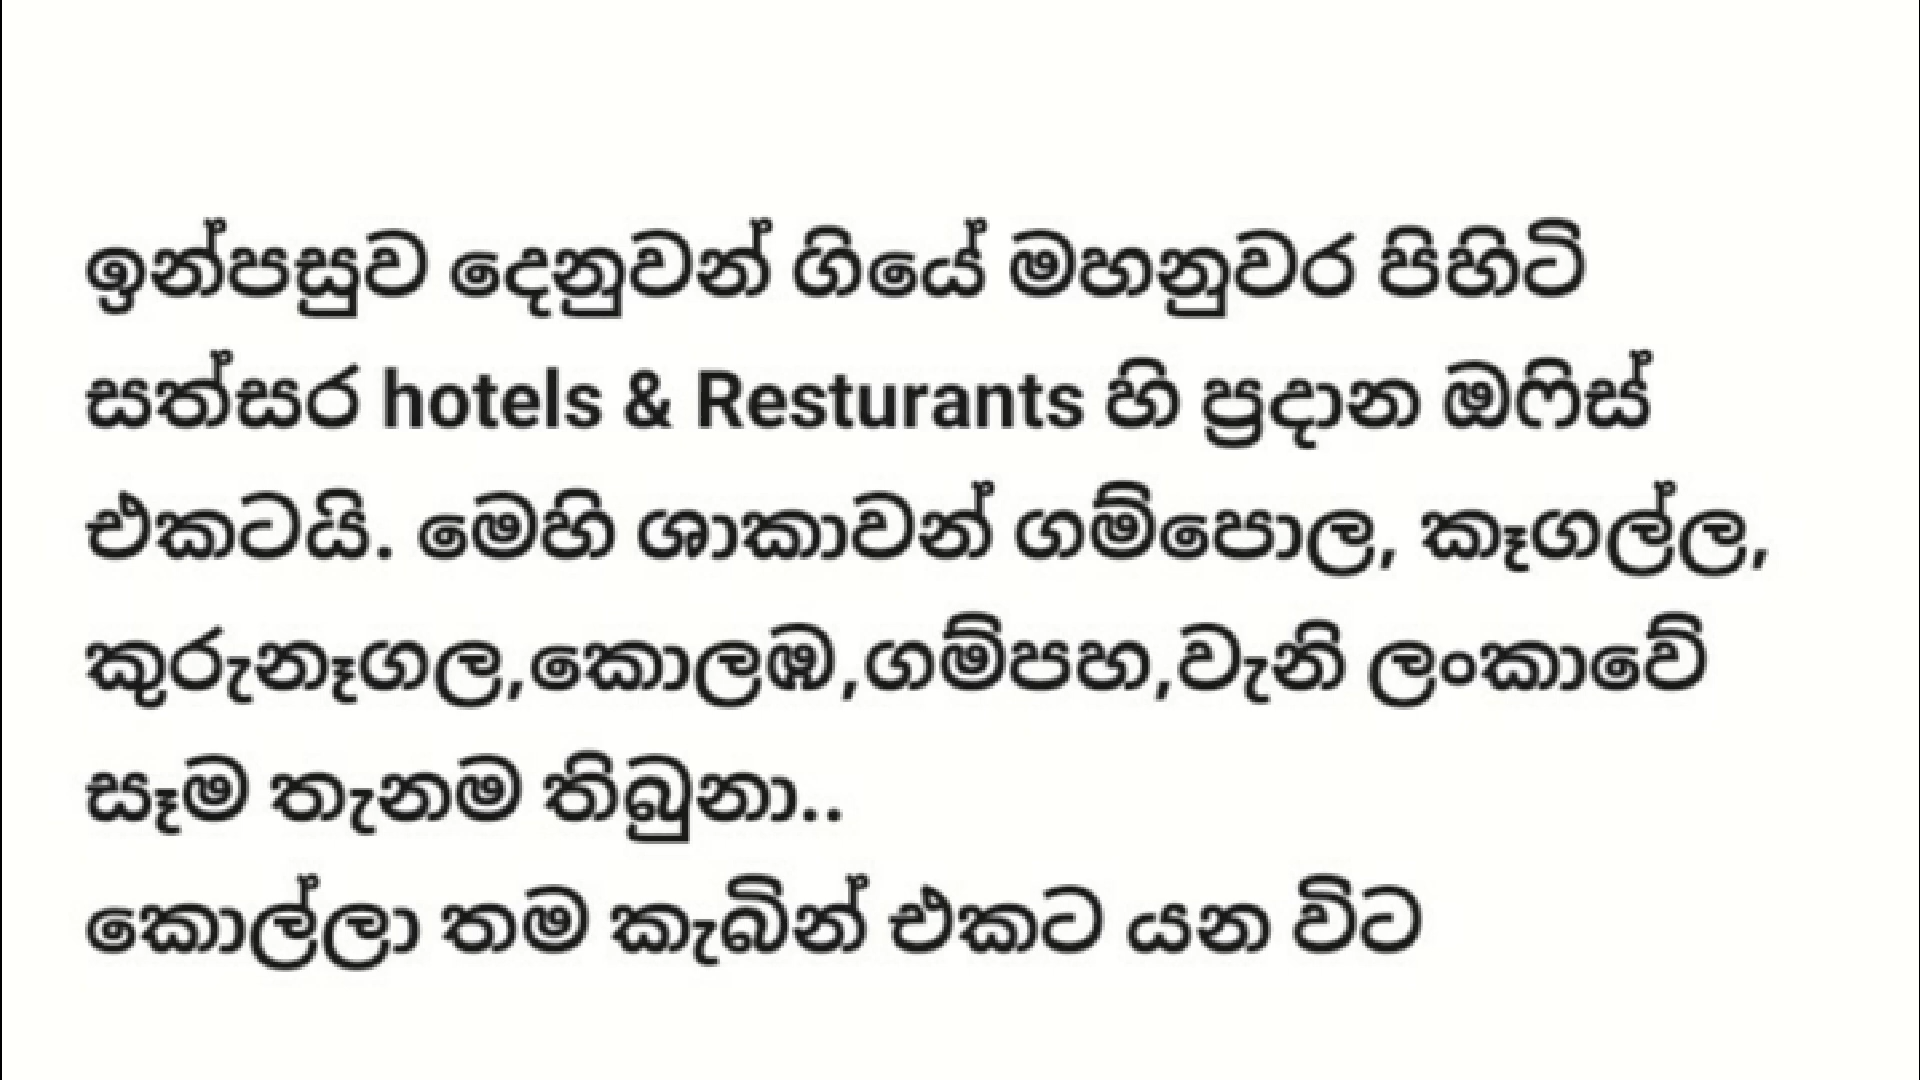 ඉන්පසුව දෙනුවන් ගියේ මහනුවර පිහිටි
සත්සර hotels & Resturants හි ප්‍රදාන ඔෆිස්
එකටයි. මෙහි ශාකාවන් ගම්පොල, කෑගල්ල,
කුරුනෑගල,කොලඹ,ගම්පහ,වැනි ලංකාවේ
සෑම තැනම තිබුනා..
කොල්ලා තම කැබින් එකට යන විට